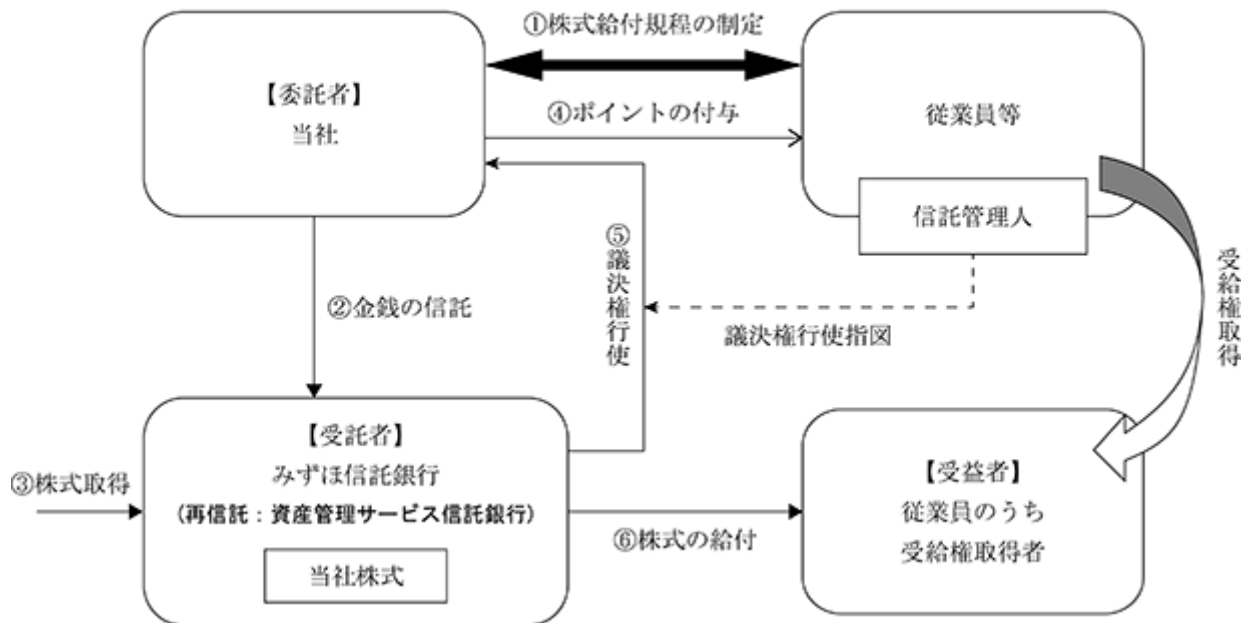 ①株式給付規程の制定
【委託者】
当社
④ポイントの付与
従業員等
信託管理人
⑤議決権行使
②金銭の信託
議決権行使指図
受給権取得
【受託者】
みずほ信託銀行
(再信託：資産管理サービス信託銀行)
当社株式
③株式取得
⑥株式の給付
【受益者】
従業員のうち
受給権取得者